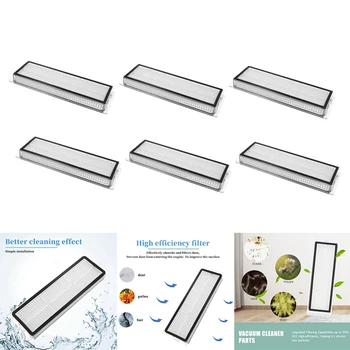 Better cleaning effect
Simple installation
High efficiency filter
Effectively absorbs and filters dust,
Prevent dust from entering the engine. To improve the suction
dust
pollen
hair
VACUUM CLEANER
PARTS